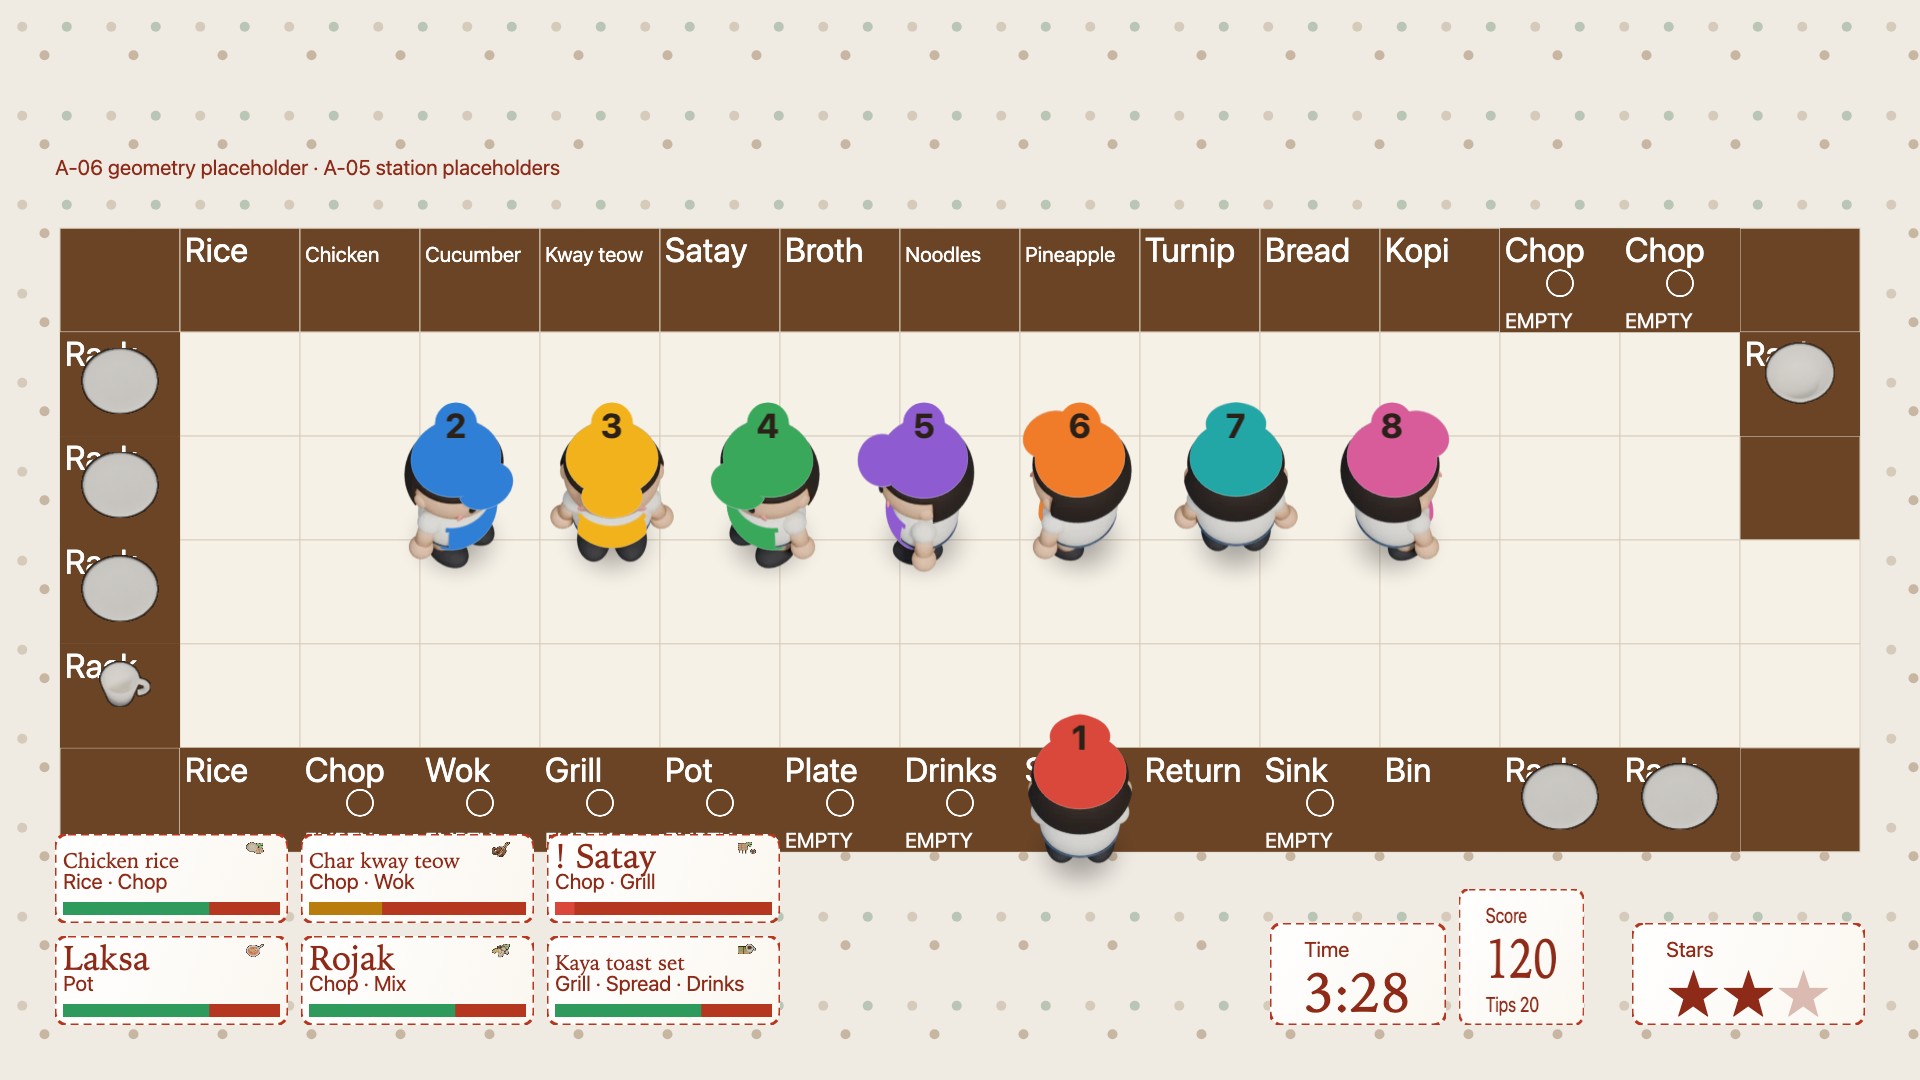 A-06 geometry placeholder · A-05 station placeholders
Rice Chicken Cucumber Kway teow Satay Broth Noodles Pineapple Turnip Bread Kopi Chop Chop
EMPTY EMPTY
2 3 4 5 6 7 8
1
Rice Chop Wok Grill Pot Plate Drinks Return Sink Bin
EMPTY EMPTY EMPTY
Chicken rice
Rice · Chop
Char kway teow
Chop · Wok
! Satay
Chop · Grill
Laksa
Pot
Rojak
Chop · Mix
Kaya toast set
Grill · Spread · Drinks
Time
3:28
Score
120
Tips 20
Stars